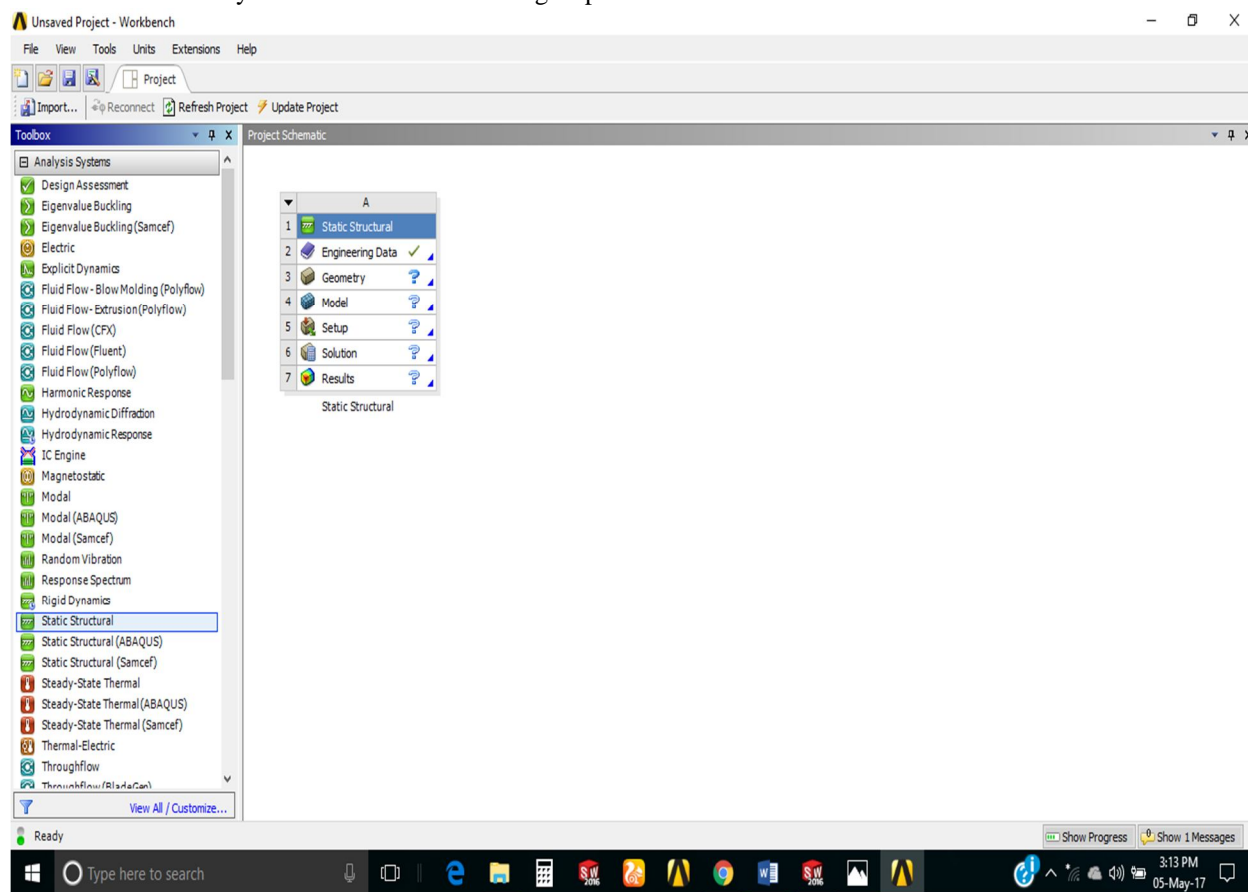 Unsaved Project - Workbench
File View Tools Units Extensions Help
Project
Import... Reconnect Refresh Project Update Project
Toolbox
Project Schematic
Analysis Systems
Design Assessment
Eigenvalue Buckling
Eigenvalue Buckling (Samcef)
Electric
Explicit Dynamics
Fluid Flow - Blow Molding (Polyflow)
Fluid Flow - Extrusion (Polyflow)
Fluid Flow (CFX)
Fluid Flow (Fluent)
Fluid Flow (Polyflow)
Harmonic Response
Hydrodynamic Diffraction
Hydrodynamic Response
IC Engine
Magnetostatic
Modal
Modal (ABAQUS)
Modal (Samcef)
Random Vibration
Response Spectrum
Rigid Dynamics
Static Structural
Static Structural (ABAQUS)
Static Structural (Samcef)
Steady-State Thermal
Steady-State Thermal (ABAQUS)
Steady-State Thermal (Samcef)
Thermal-Electric
Throughflow
Throughflow (BladeGen)
View All / Customize...
A
1 Static Structural
2 Engineering Data
3 Geometry
4 Model
5 Setup
6 Solution
7 Results
Static Structural
Ready
Show Progress
Show 1 Messages
Type here to search
SW 2016
SW 2016
3:13 PM
05-May-17